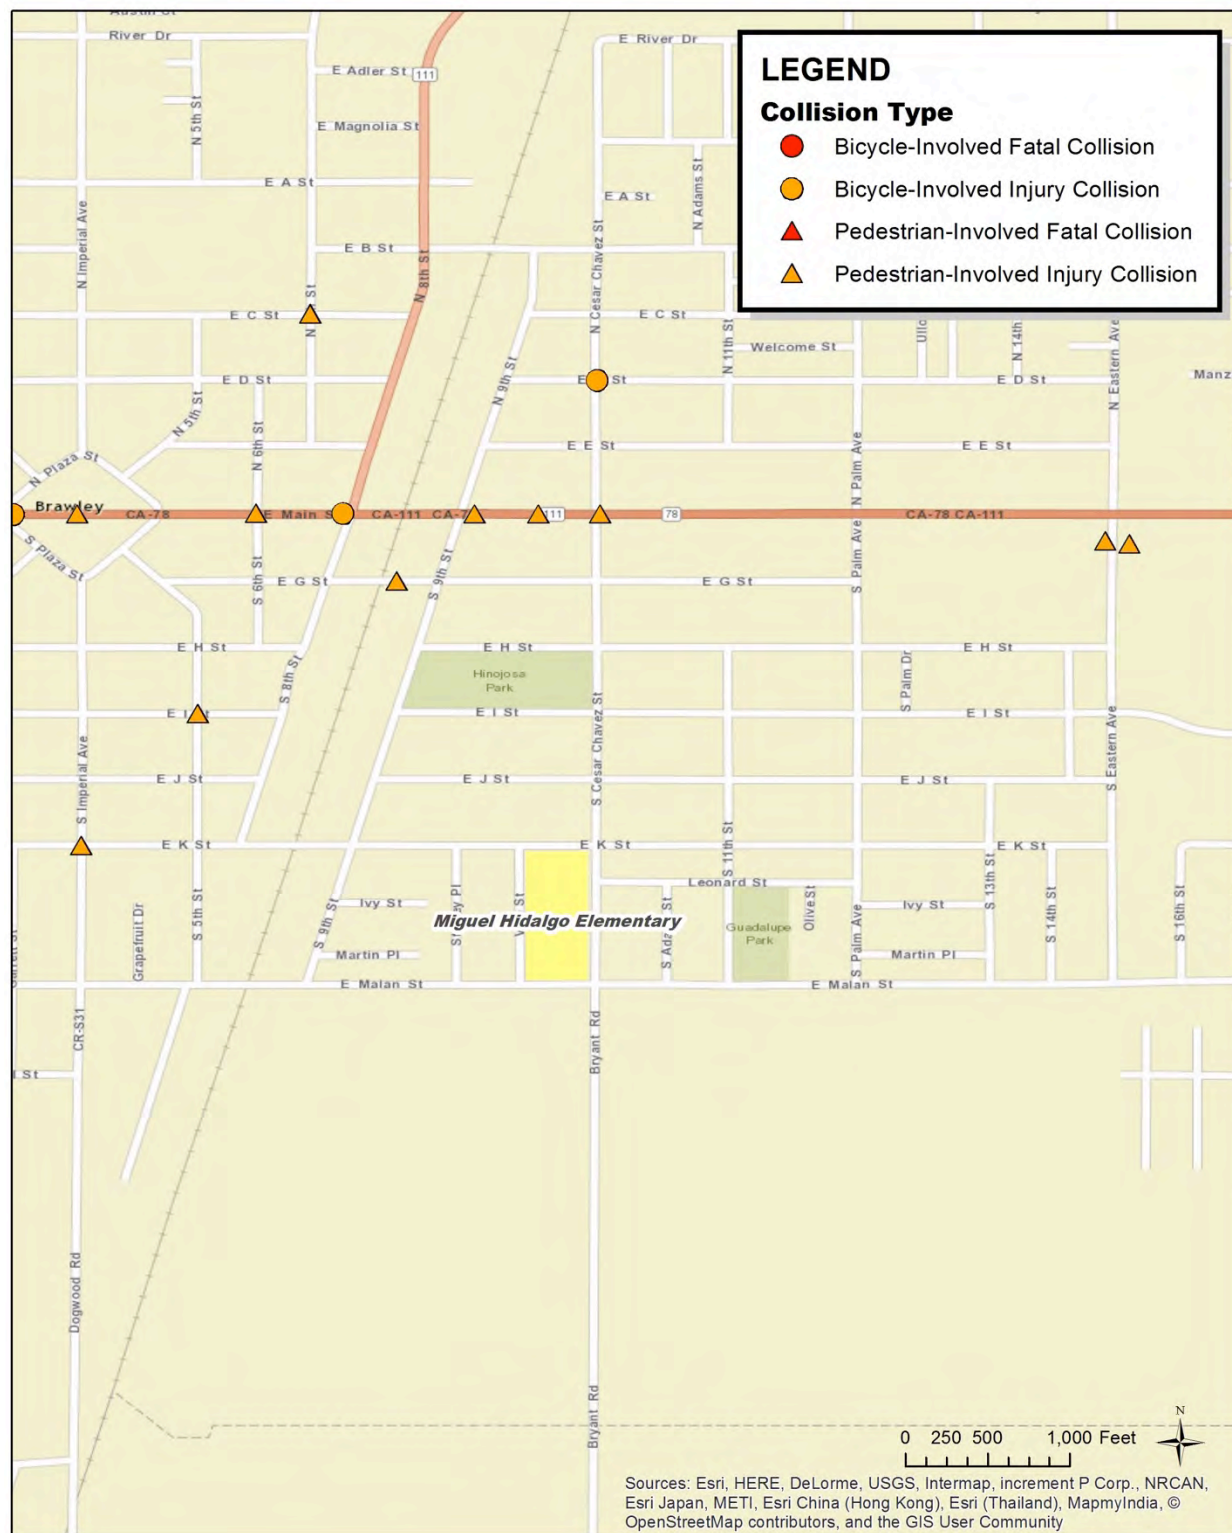 Austin Ct
River Dr
E River Dr
E Adler St
111
N 5th St
E Magnolia St
E A St
E A St
N Adams St
N Imperial Ave
E B St
N 8th St
N Cesar Chavez St
E C St
E C St
N 11th St
Welcome St
N 14th
N Eastern Ave
E D St
E D St
Manz
N 9th St
N 5th St
N 6th St
E E St
E E St
N Palm Ave
N Plaza St
Brawley
CA-78
E Main
CA-111
111
78
CA-78 CA-111
S Plaza St
S 6th St
E G St
S 9th St
E G St
S Palm Ave
E H St
E H St
E H St
S 8th St
Hinojosa
Park
S Palm Dr
E I St
E I St
S Cesar Chavez St
S Eastern Ave
S Imperial Ave
E J St
E J St
E J St
E K St
E K St
E K St
S 11th St
Leonard St
S 13th St
S 14th St
S 16th St
Grapefruit Dr
S 5th St
S 9th St
Ivy St
Ivy St
Miguel Hidalgo Elementary
Guadalupe
Park
Olive St
S Palm Ave
Martin Pl
Martin Pl
E Malan St
E Malan St
CR-S31
Bryant Rd
Dogwood Rd
Bryant Rd
LEGEND
Collision Type
Bicycle-Involved Fatal Collision
Bicycle-Involved Injury Collision
Pedestrian-Involved Fatal Collision
Pedestrian-Involved Injury Collision
N
0 250 500 1,000 Feet
Sources: Esri, HERE, DeLorme, USGS, Intermap, increment P Corp., NRCAN,
Esri Japan, METI, Esri China (Hong Kong), Esri (Thailand), MapmyIndia, ©
OpenStreetMap contributors, and the GIS User Community